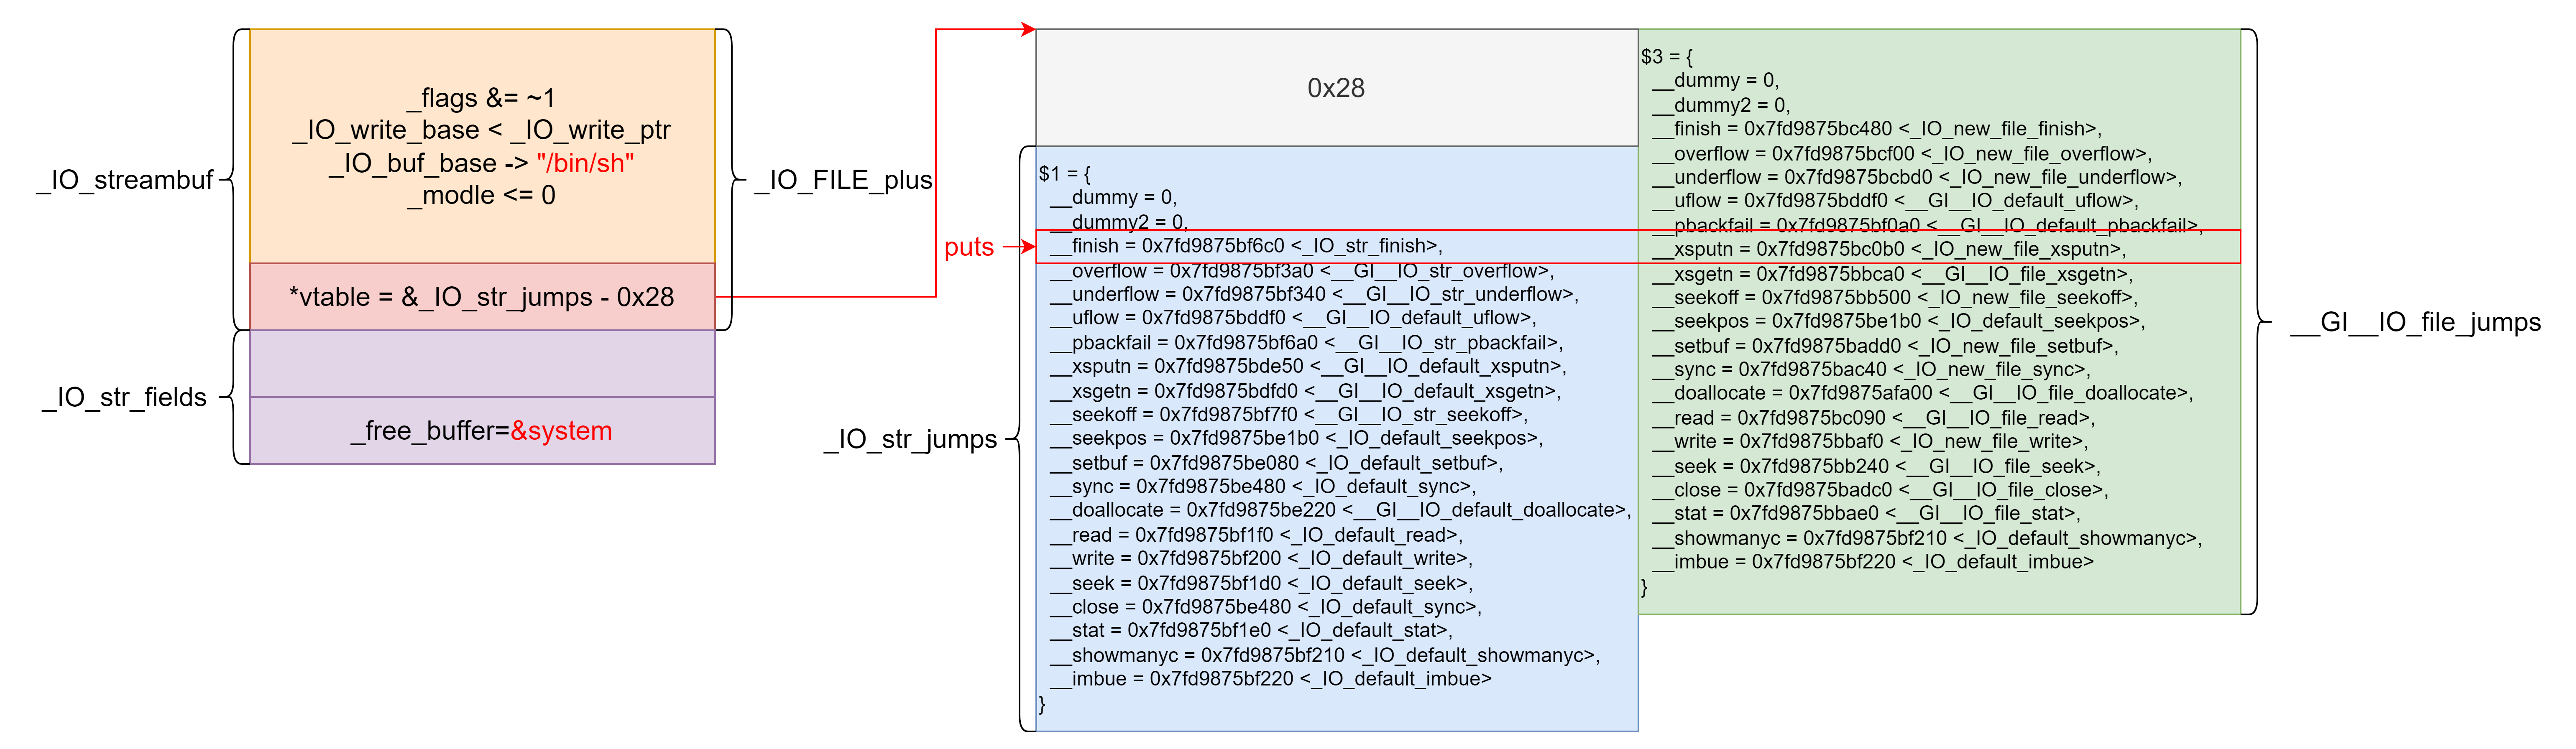 _IO_streambuf
_flags &= ~1
_IO_write_base < _IO_write_ptr
_IO_buf_base -> "/bin/sh"
_modle <= 0
_IO_FILE_plus
*vtable = &_IO_str_jumps - 0x28
_IO_str_fields
_free_buffer=&system
0x28
puts
_IO_str_jumps
$1 = {
__dummy = 0,
__dummy2 = 0,
__finish = 0x7fd9875bf6c0 <_IO_str_finish>,
__overflow = 0x7fd9875bf3a0 <__GI__IO_str_overflow>,
__underflow = 0x7fd9875bf340 <__GI__IO_str_underflow>,
__uflow = 0x7fd9875bddf0 <__GI__IO_default_uflow>,
__pbackfail = 0x7fd9875bf6a0 <__GI__IO_str_pbackfail>,
__xsputn = 0x7fd9875bde50 <__GI__IO_default_xsputn>,
__xsgetn = 0x7fd9875bdfd0 <__GI__IO_default_xsgetn>,
__seekoff = 0x7fd9875bf7f0 <__GI__IO_str_seekoff>,
__seekpos = 0x7fd9875be1b0 <_IO_default_seekpos>,
__setbuf = 0x7fd9875be080 <_IO_default_setbuf>,
__sync = 0x7fd9875be480 <_IO_default_sync>,
__doallocate = 0x7fd9875be220 <__GI__IO_default_doallocate>,
__read = 0x7fd9875bf1f0 <_IO_default_read>,
__write = 0x7fd9875bf200 <_IO_default_write>,
__seek = 0x7fd9875bf1d0 <_IO_default_seek>,
__close = 0x7fd9875be480 <_IO_default_sync>,
__stat = 0x7fd9875bf1e0 <_IO_default_stat>,
__showmanyc = 0x7fd9875bf210 <_IO_default_showmanyc>,
__imbue = 0x7fd9875bf220 <_IO_default_imbue>
}
$3 = {
__dummy = 0,
__dummy2 = 0,
__finish = 0x7fd9875bc480 <_IO_new_file_finish>,
__overflow = 0x7fd9875bcf00 <_IO_new_file_overflow>,
__underflow = 0x7fd9875bcbd0 <_IO_new_file_underflow>,
__uflow = 0x7fd9875bddf0 <__GI__IO_default_uflow>,
__pbackfail = 0x7fd9875bf0a0 <__GI__IO_default_pbackfail>,
__xsputn = 0x7fd9875bc0b0 <_IO_new_file_xsputn>,
__xsgetn = 0x7fd9875bbca0 <__GI__IO_file_xsgetn>,
__seekoff = 0x7fd9875bb500 <_IO_new_file_seekoff>,
__seekpos = 0x7fd9875be1b0 <_IO_default_seekpos>,
__setbuf = 0x7fd9875badd0 <_IO_new_file_setbuf>,
__sync = 0x7fd9875bac40 <_IO_new_file_sync>,
__doallocate = 0x7fd9875afa00 <__GI__IO_file_doallocate>,
__read = 0x7fd9875bc090 <__GI__IO_file_read>,
__write = 0x7fd9875bbaf0 <_IO_new_file_write>,
__seek = 0x7fd9875bb240 <__GI__IO_file_seek>,
__close = 0x7fd9875badc0 <__GI__IO_file_close>,
__stat = 0x7fd9875bbae0 <__GI__IO_file_stat>,
__showmanyc = 0x7fd9875bf210 <_IO_default_showmanyc>,
__imbue = 0x7fd9875bf220 <_IO_default_imbue>
}
__GI__IO_file_jumps